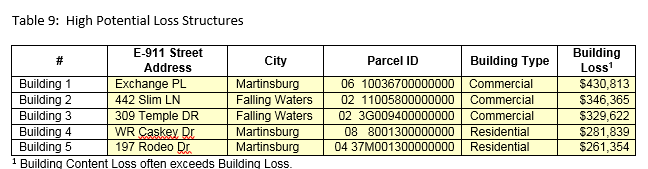 Table 9:  High Potential Loss Structures
# E-911 Street Address City Parcel ID Building Type Building Loss¹
Building 1 Exchange PL Martinsburg 06 10036700000000 Commercial $430,813
Building 2 442 Slim LN Falling Waters 02 11005800000000 Commercial $346,365
Building 3 309 Temple DR Falling Waters 02 3G009400000000 Commercial $329,622
Building 4 WR Caskey Dr Martinsburg 08 8001300000000 Residential $281,839
Building 5 197 Rodeo Dr Martinsburg 04 37M001300000000 Residential $261,354
¹ Building Content Loss often exceeds Building Loss.